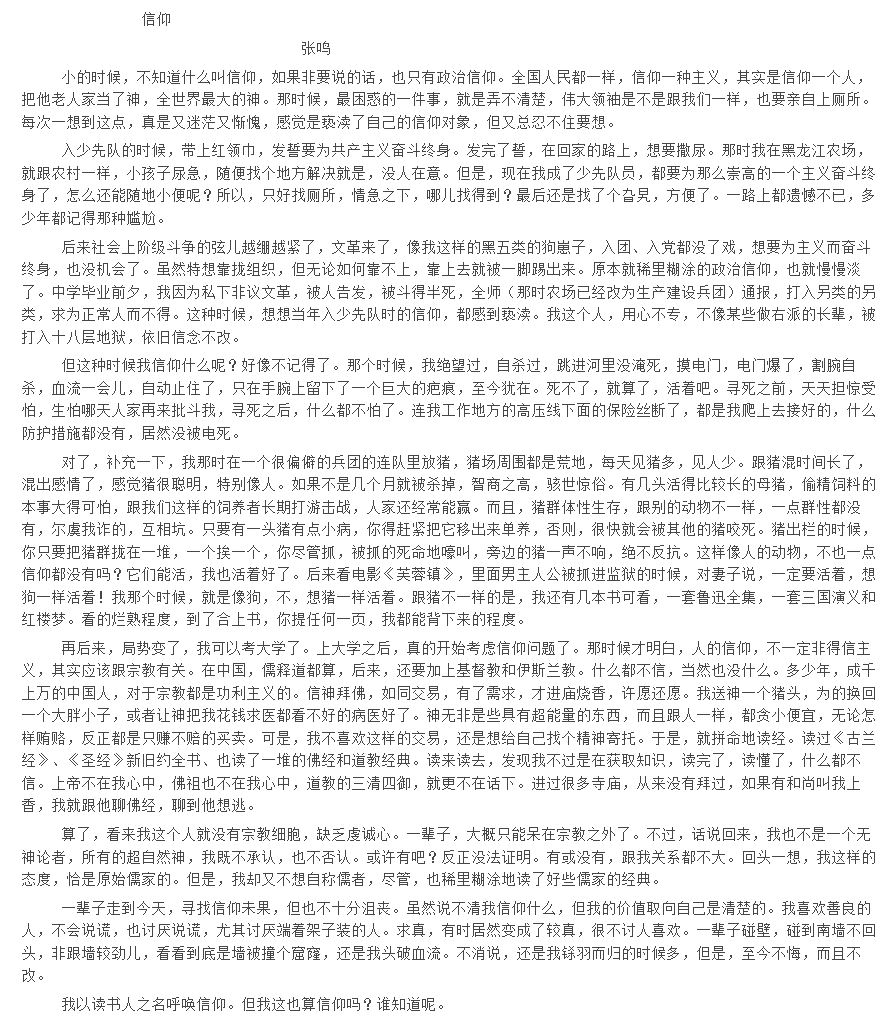 信仰
张鸣
小的时候，不知道什么叫信仰，如果非要说的话，也只有政治信仰。全国人民都一样，信仰一种主义，其实是信仰一个人，
把他老人家当了神，全世界最大的神。那时候，最困惑的一件事，就是弄不清楚，伟大领袖是不是跟我们一样，也要亲自上厕所。
每次一想到这点，真是又迷茫又惭愧，感觉是亵渎了自己的信仰对象，但又总忍不住要想。
入少先队的时候，带上红领巾，发誓要为共产主义奋斗终身。发完了誓，在回家的路上，想要撒尿。那时我在黑龙江农场，
就跟农村一样，小孩子尿急，随便找个地方解决就是，没人在意。但是，现在我成了少先队员，都要为那么崇高的一个主义奋斗终
身了，怎么还能随地小便呢？所以，只好找厕所，情急之下，哪儿找得到？最后还是找了个旮旯，方便了。一路上都遗憾不已，多
少年都记得那种尴尬。
后来社会上阶级斗争的弦儿越绷越紧了，文革来了，像我这样的黑五类的狗崽子，入团、入党都没了戏，想要为主义而奋斗
终身，也没机会了。虽然特想靠拢组织，但无论如何靠不上，靠上去就被一脚踢出来。原本就稀里糊涂的政治信仰，也就慢慢淡
了。中学毕业前夕，我因为私下非议文革，被人告发，被斗得半死，全师（那时农场已经改为生产建设兵团）通报，打入另类的另
类，求为正常人而不得。这种时候，想想当年入少先队时的信仰，都感到亵渎。我这个人，用心不专，不像某些做右派的长辈，被
打入十八层地狱，依旧信念不改。
但这种时候我信仰什么呢？好像不记得了。那个时候，我绝望过，自杀过，跳进河里没淹死，摸电门，电门爆了，割腕自
杀，血流一会儿，自动止住了，只在手腕上留下了一个巨大的疤痕，至今犹在。死不了，就算了，活着吧。寻死之前，天天担惊受
怕，生怕哪天人家再来批斗我，寻死之后，什么都不怕了。连我工作地方的高压线下面的保险丝断了，都是我爬上去接好的，什么
防护措施都没有，居然没被电死。
对了，补充一下，我那时在一个很偏僻的兵团的连队里放猪，猪场周围都是荒地，每天见猪多，见人少。跟猪混时间长了，
混出感情了，感觉猪很聪明，特别像人。如果不是几个月就被杀掉，智商之高，骇世惊俗。有几头活得比较长的母猪，偷精饲料的
本事大得可怕，跟我们这样的饲养者长期打游击战，人家还经常能赢。而且，猪群体性生存，跟别的动物不一样，一点群性都没
有，尔虞我诈的，互相坑。只要有一头猪有点小病，你得赶紧把它移出来单养，否则，很快就会被其他的猪咬死。猪出栏的时候，
你只要把猪群拢在一堆，一个挨一个，你尽管抓，被抓的死命地嚎叫，旁边的猪一声不响，绝不反抗。这样像人的动物，不也一点
信仰都没有吗？它们能活，我也活着好了。后来看电影《芙蓉镇》，里面男主人公被抓进监狱的时候，对妻子说，一定要活着，想
狗一样活着！我那个时候，就是像狗，不，想猪一样活着。跟猪不一样的是，我还有几本书可看，一套鲁迅全集，一套三国演义和
红楼梦。看的烂熟程度，到了合上书，你提任何一页，我都能背下来的程度。
再后来，局势变了，我可以考大学了。上大学之后，真的开始考虑信仰问题了。那时候才明白，人的信仰，不一定非得信主
义，其实应该跟宗教有关。在中国，儒释道都算，后来，还要加上基督教和伊斯兰教。什么都不信，当然也没什么。多少年，成千
上万的中国人，对于宗教都是功利主义的。信神拜佛，如同交易，有了需求，才进庙烧香，许愿还愿。我送神一个猪头，为的换回
一个大胖小子，或者让神把我花钱求医都看不好的病医好了。神无非是些具有超能量的东西，而且跟人一样，都贪小便宜，无论怎
样贿赂，反正都是只赚不赔的买卖。可是，我不喜欢这样的交易，还是想给自己找个精神寄托。于是，就拼命地读经。读过《古兰
经》、《圣经》新旧约全书、也读了一堆的佛经和道教经典。读来读去，发现我不过是在获取知识，读完了，读懂了，什么都不
信。上帝不在我心中，佛祖也不在我心中，道教的三清四御，就更不在话下。进过很多寺庙，从来没有拜过，如果有和尚叫我上
香，我就跟他聊佛经，聊到他想逃。
算了，看来我这个人就没有宗教细胞，缺乏虔诚心。一辈子，大概只能呆在宗教之外了。不过，话说回来，我也不是一个无
神论者，所有的超自然神，我既不承认，也不否认。或许有吧？反正没法证明。有或没有，跟我关系都不大。回头一想，我这样的
态度，恰是原始儒家的。但是，我却又不想自称儒者，尽管，也稀里糊涂地读了好些儒家的经典。
一辈子走到今天，寻找信仰未果，但也不十分沮丧。虽然说不清我信仰什么，但我的价值取向自己是清楚的。我喜欢善良的
人，不会说谎，也讨厌说谎，尤其讨厌端着架子装的人。求真，有时居然变成了较真，很不讨人喜欢。一辈子碰壁，碰到南墙不回
头，非跟墙较劲儿，看看到底是墙被撞个窟窿，还是我头破血流。不消说，还是我铩羽而归的时候多，但是，至今不悔，而且不
改。
我以读书人之名呼唤信仰。但我这也算信仰吗？谁知道呢。